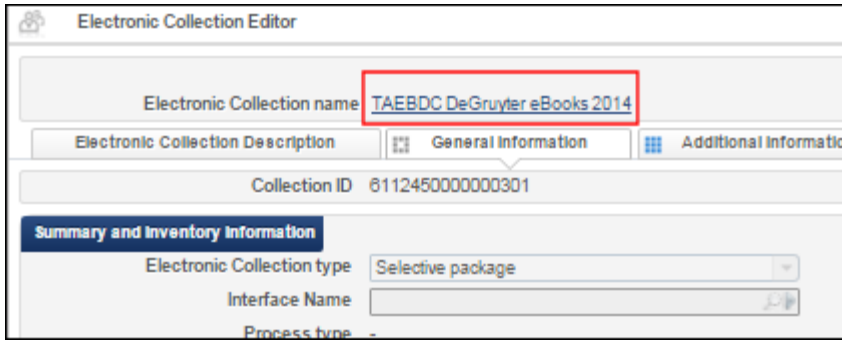 Electronic Collection Editor
Electronic Collection name TAEBDC DeGruyter eBooks 2014
Electronic Collection Description General Information Additional Informatio
Collection ID 6112450000000301
Summary and Inventory Information
Electronic Collection type Selective package
Interface Name
Process type -